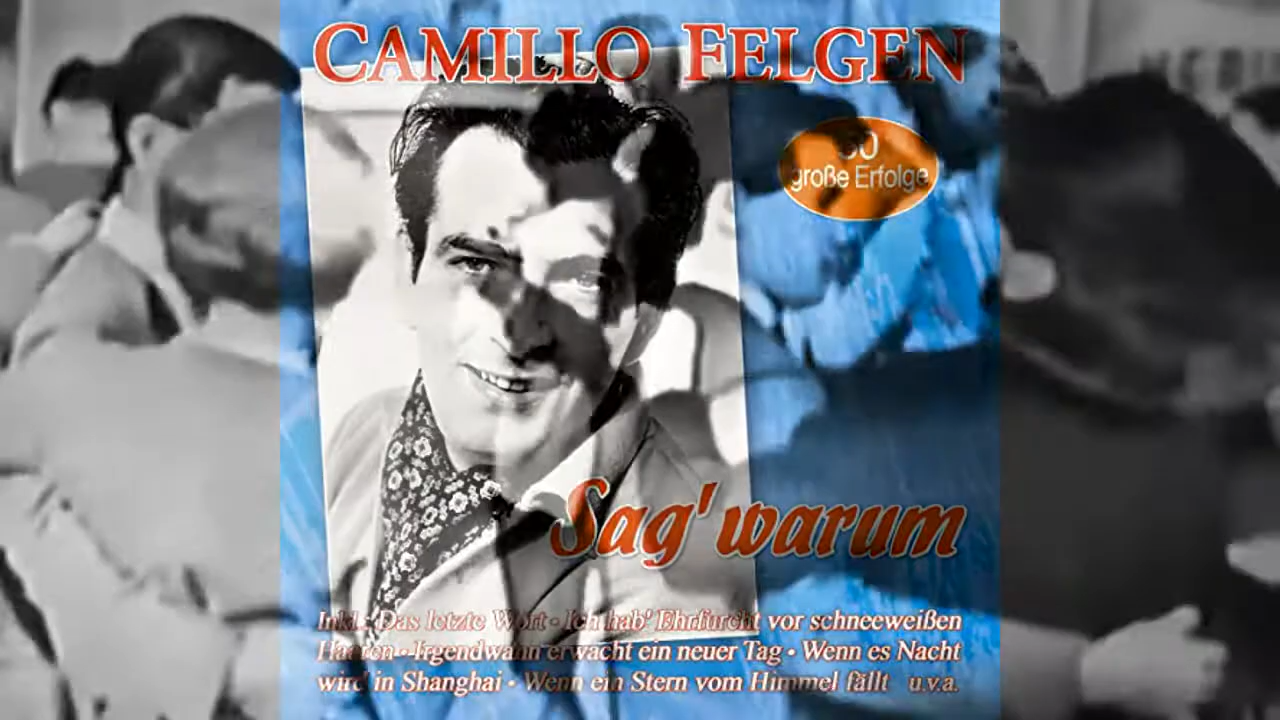 CAMILLO FELGEN
50
große Erfolge
Sag' warum
Inkl.: Das letzte Wort • Ich hab' Ehrfurcht vor schneeweißen
Haaren • Irgendwann erwacht ein neuer Tag • Wenn es Nacht
wird in Shanghai • Wenn ein Stern vom Himmel fällt u.v.a.